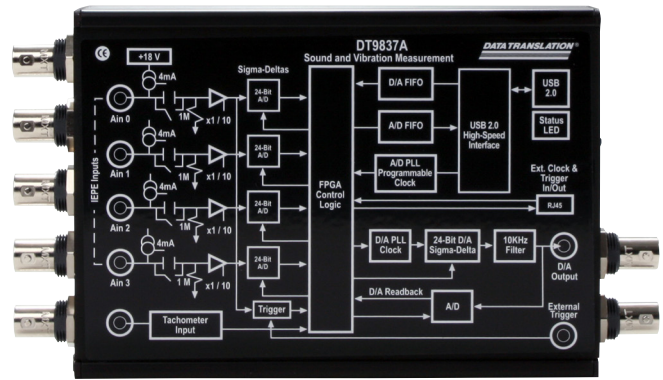 DT9837A
Sound and Vibration Measurement
DATA TRANSLATION®
CE
+18 V
4mA
Ain 0
1M
x1 / 10
Sigma-Deltas
24-Bit
A/D
4mA
Ain 1
1M
x1 / 10
24-Bit
A/D
IEPE Inputs
4mA
Ain 2
1M
x1 / 10
24-Bit
A/D
4mA
Ain 3
1 M
x1 / 10
24-Bit
A/D
Tachometer
Input
Trigger
FPGA
Control
Logic
D/A FIFO
A/D FIFO
A/D PLL
Programmable
Clock
USB 2.0
High-Speed
Interface
USB
2.0
Status
LED
Ext. Clock &
Trigger
In/Out
RJ45
D/A PLL
Clock
24-Bit D/A
Sigma-Delta
10KHz
Filter
D/A
Output
D/A Readback
A/D
External
Trigger